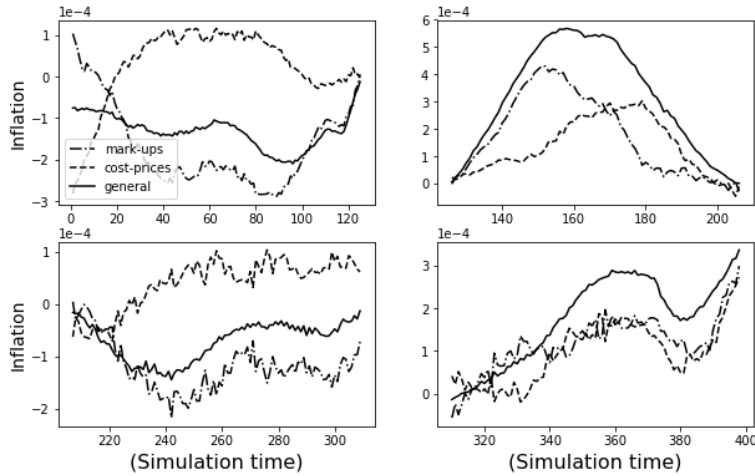 1e−4
1e−4
Inflation
1
0
−1
−2
−3
mark-ups
cost-prices
general
0 20 40 60 80 100 120
6
5
4
3
2
1
0
140 160 180 200
1e−4
1e−4
Inflation
1
0
−1
−2
220 240 260 280 300
(Simulation time)
3
2
1
0
320 340 360 380 400
(Simulation time)